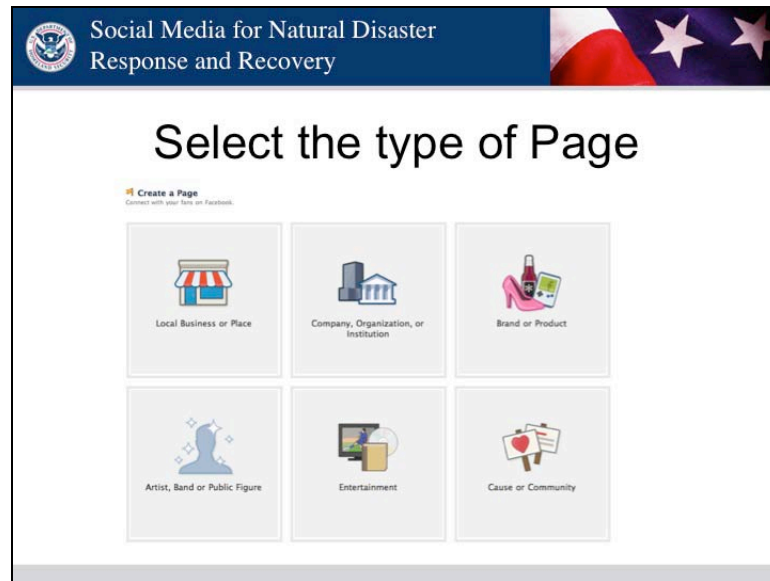 Social Media for Natural Disaster
Response and Recovery
Select the type of Page
Create a Page
Connect with your fans on Facebook.
Local Business or Place
Company, Organization, or
Institution
Brand or Product
Artist, Band or Public Figure
Entertainment
Cause or Community